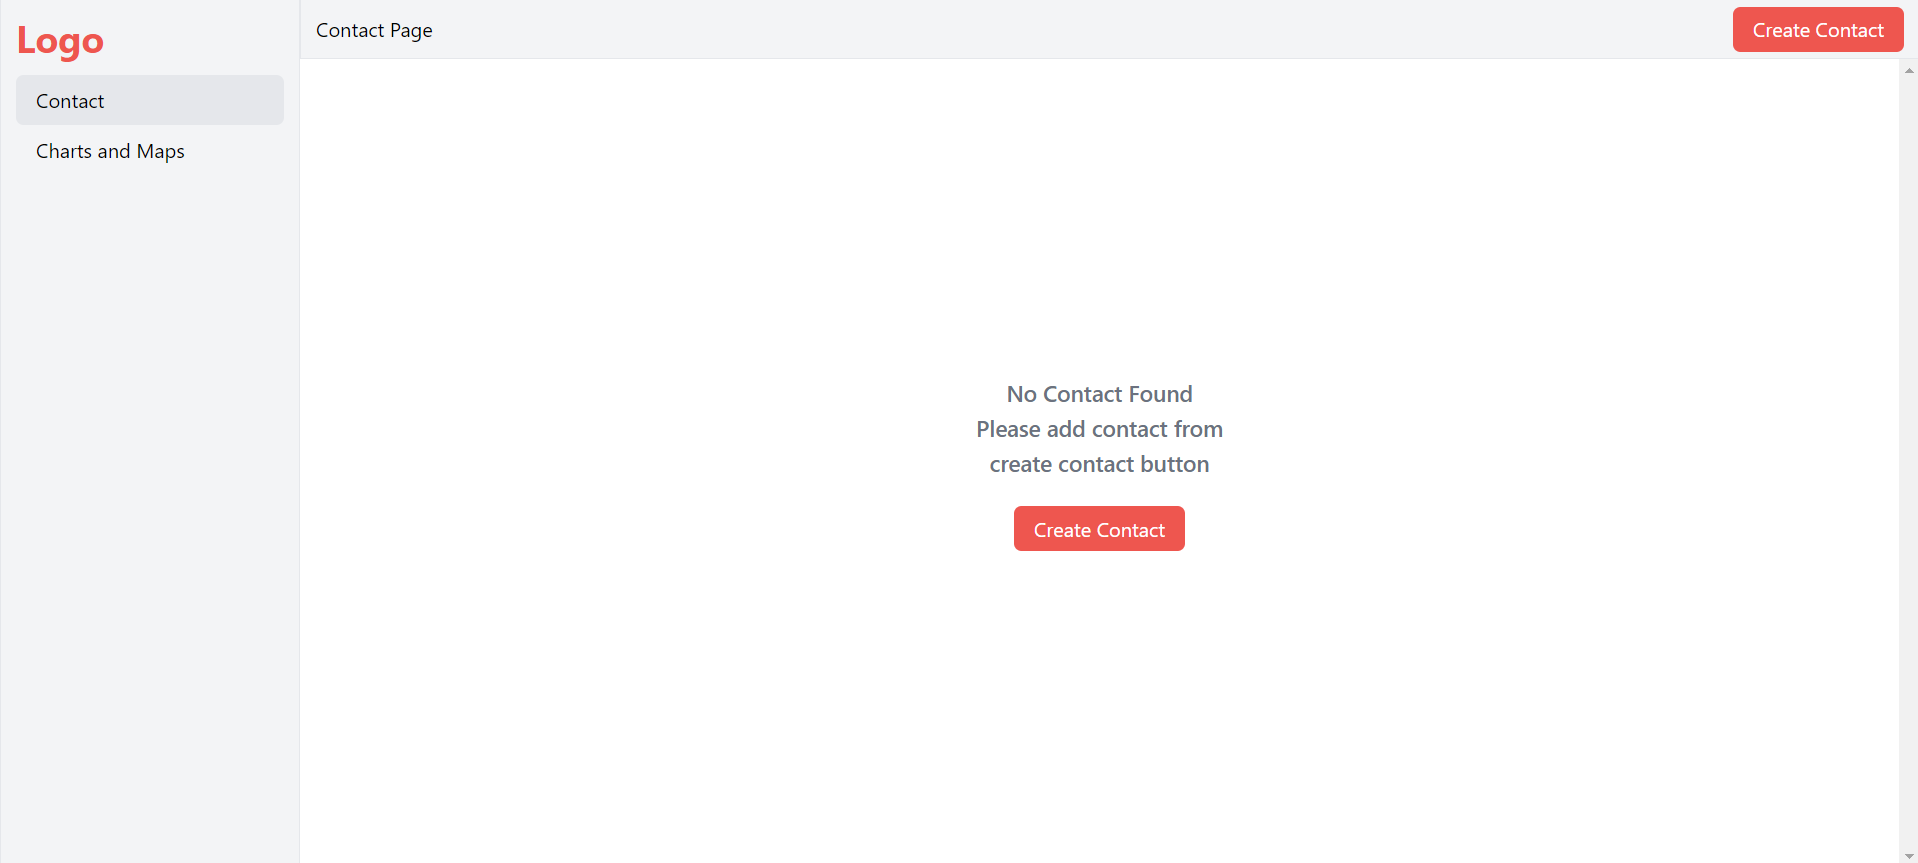 Logo
Contact
Charts and Maps
Contact Page
Create Contact
No Contact Found
Please add contact from
create contact button
Create Contact